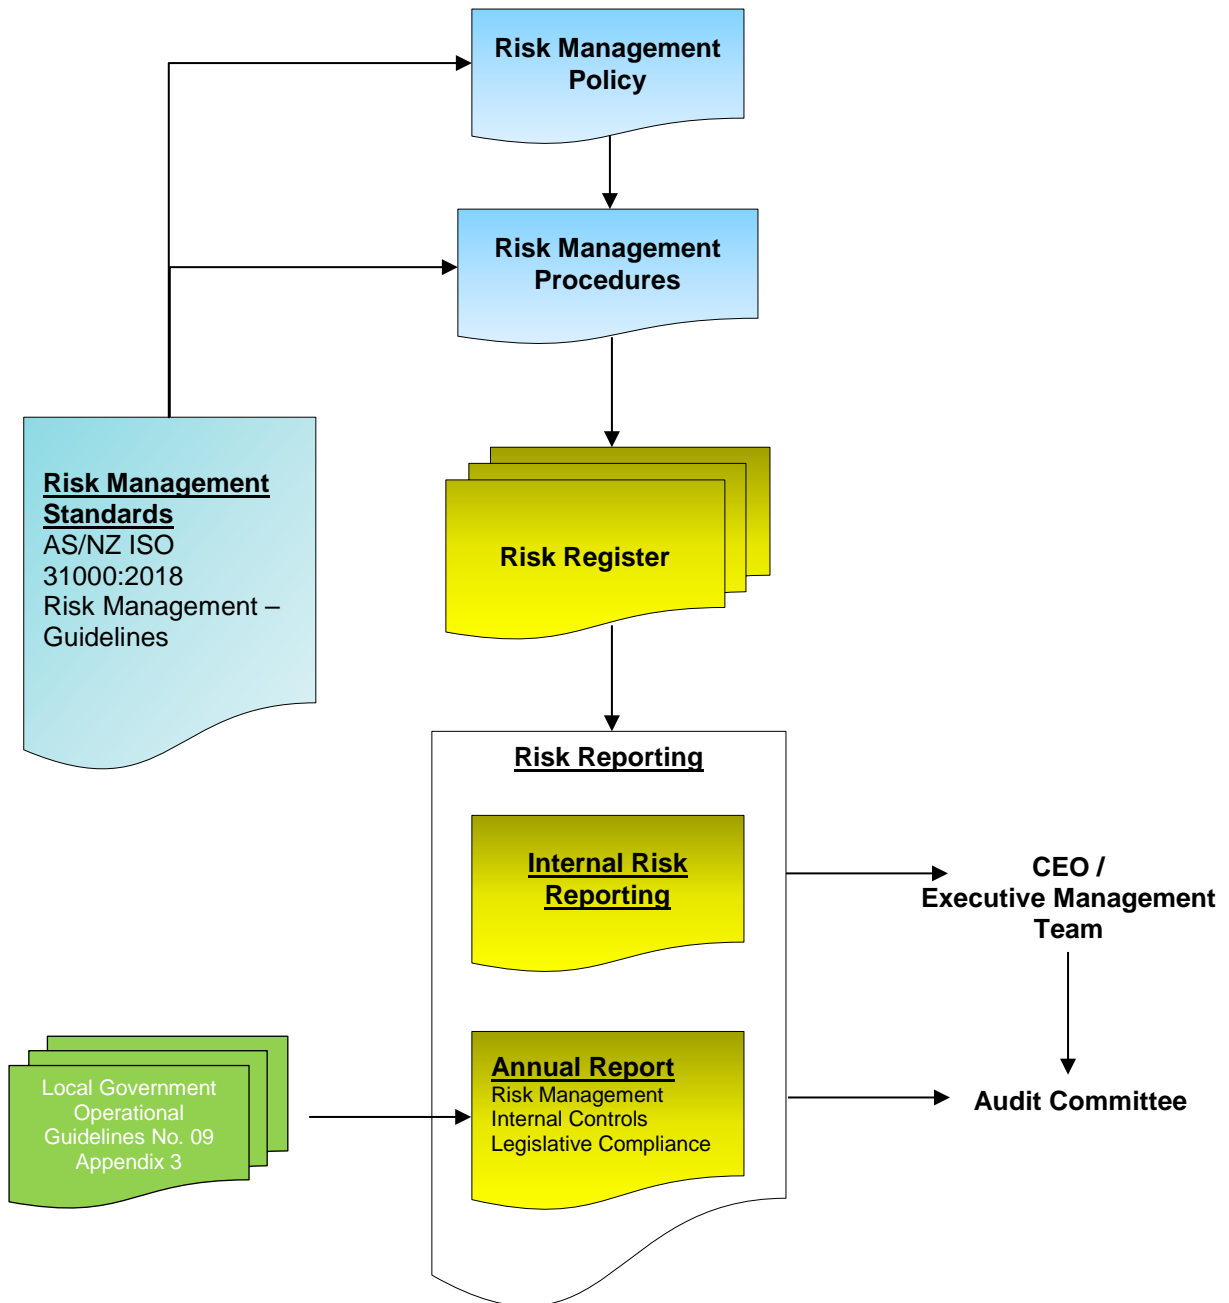 Risk Management
Policy
Risk Management
Procedures
Risk Management
Standards
AS/NZ ISO
31000:2018
Risk Management –
Guidelines
Risk Register
Risk Reporting
Internal Risk
Reporting
CEO /
Executive Management
Team
Local Government
Operational
Guidelines No. 09
Appendix 3
Annual Report
Risk Management
Internal Controls
Legislative Compliance
Audit Committee